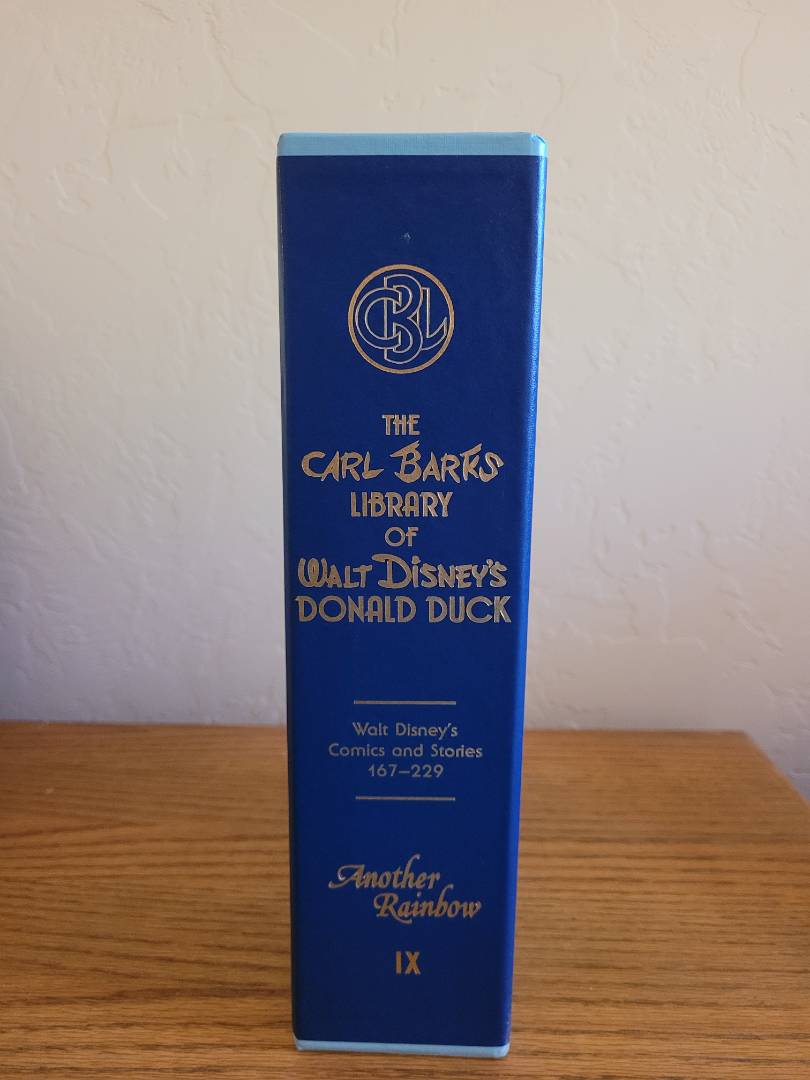 CBL
THE
CARL BARKS
LIBRARY
OF
WALT DISNEY'S
DONALD DUCK
Walt Disney's
Comics and Stories
167–229
Another
Rainbow
IX